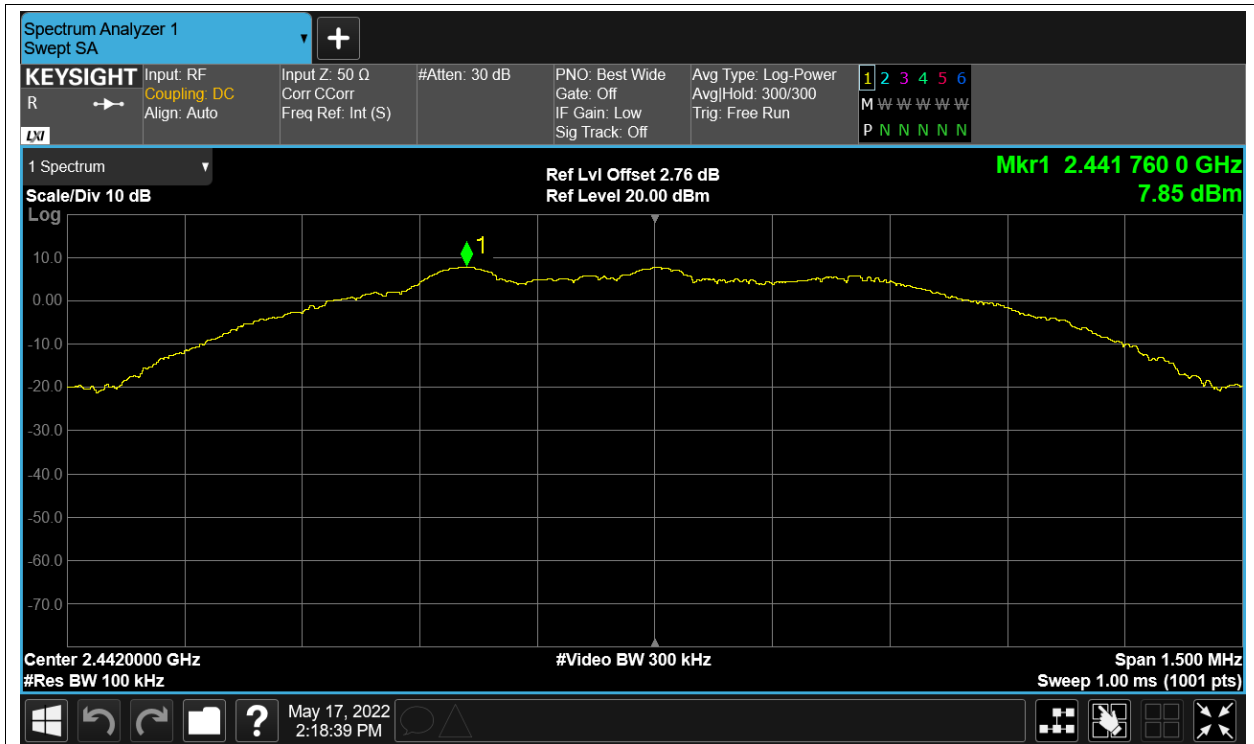 Spectrum Analyzer 1
Swept SA
+
KEYSIGHT
R
LXI
Input: RF
Coupling: DC
Align: Auto
Input Z: 50 Ω
Corr CCorr
Freq Ref: Int (S)
#Atten: 30 dB
PNO: Best Wide
Gate: Off
IF Gain: Low
Sig Track: Off
Avg Type: Log-Power
Avg|Hold: 300/300
Trig: Free Run
1 2 3 4 5 6
M W W W W W
P N N N N N
1 Spectrum
Scale/Div 10 dB
Log
Ref Lvl Offset 2.76 dB
Ref Level 20.00 dBm
Mkr1 2.441 760 0 GHz
7.85 dBm
1
10.0
0.00
-10.0
-20.0
-30.0
-40.0
-50.0
-60.0
-70.0
Center 2.4420000 GHz
#Res BW 100 kHz
#Video BW 300 kHz
Span 1.500 MHz
Sweep 1.00 ms (1001 pts)
?
May 17, 2022
2:18:39 PM